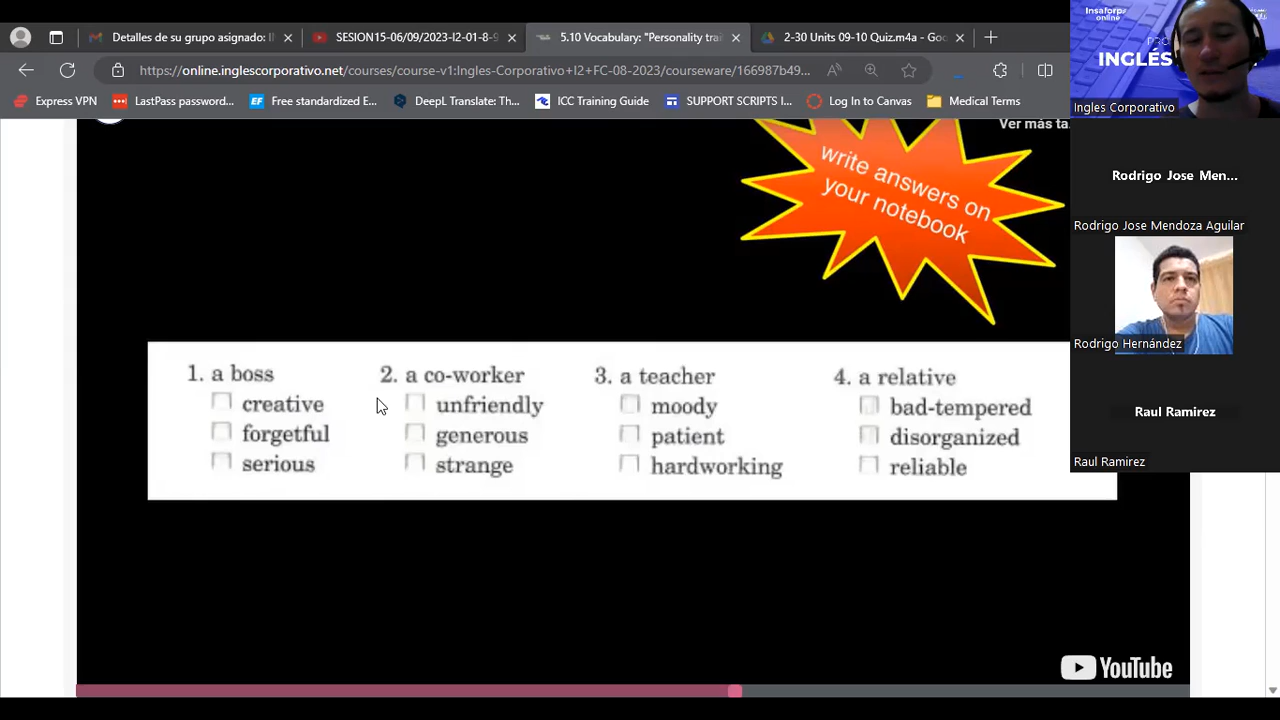 Detalles de su grupo asignado: II
SESION15-06/09/2023-I2-01-8-9
5.10 Vocabulary: "Personality trai
2-30 Units 09-10 Quiz.m4a - Goo
https://online.inglescorporativo.net/courses/course-v1:Ingles-Corporativo+I2+FC-08-2023/courseware/166987b49...
Express VPN
LastPass password...
Free standardized E...
DeepL Translate: Th...
ICC Training Guide
SUPPORT SCRIPTS I...
Log In to Canvas
Medical Terms
Insaforp
online
INGLÉS
Ingles Corporativo
Ver más ta
write answers on
your notebook
Rodrigo Jose Men...
Rodrigo Jose Mendoza Aguilar
Rodrigo Hernández
Raul Ramirez
Raul Ramirez
1. a boss
creative
forgetful
serious
2. a co-worker
unfriendly
generous
strange
3. a teacher
moody
patient
hardworking
4. a relative
bad-tempered
disorganized
reliable
YouTube